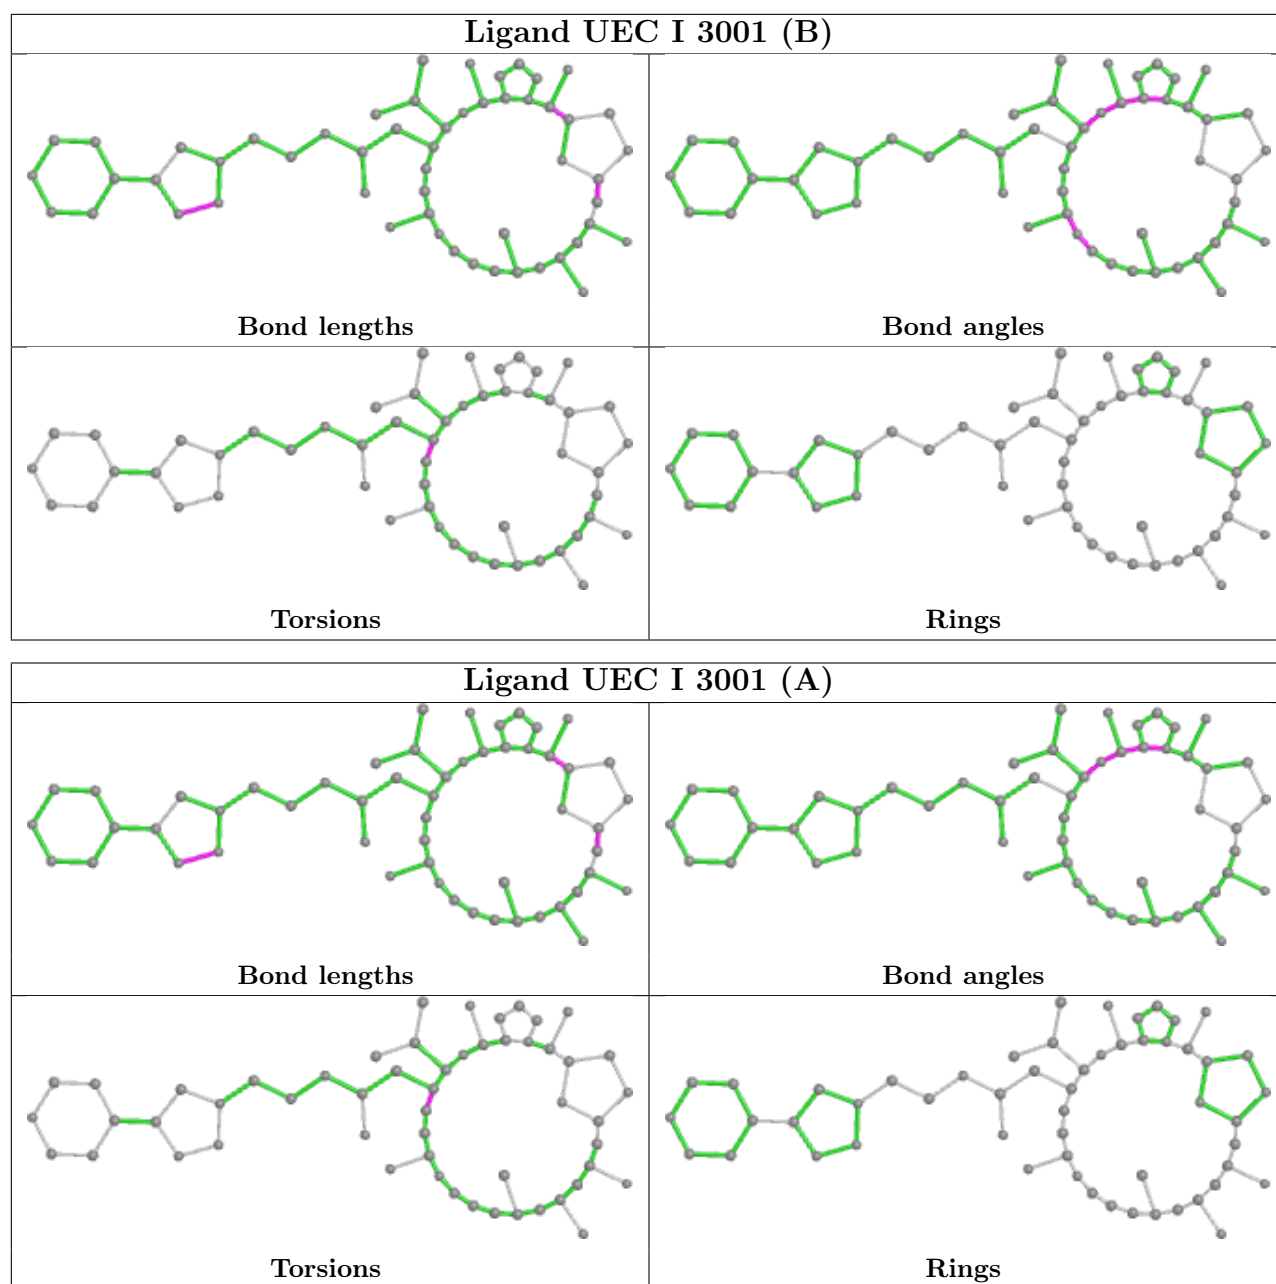 Ligand UEC I 3001 (B)
Bond lengths
Bond angles
Torsions
Rings
Ligand UEC I 3001 (A)
Bond lengths
Bond angles
Torsions
Rings